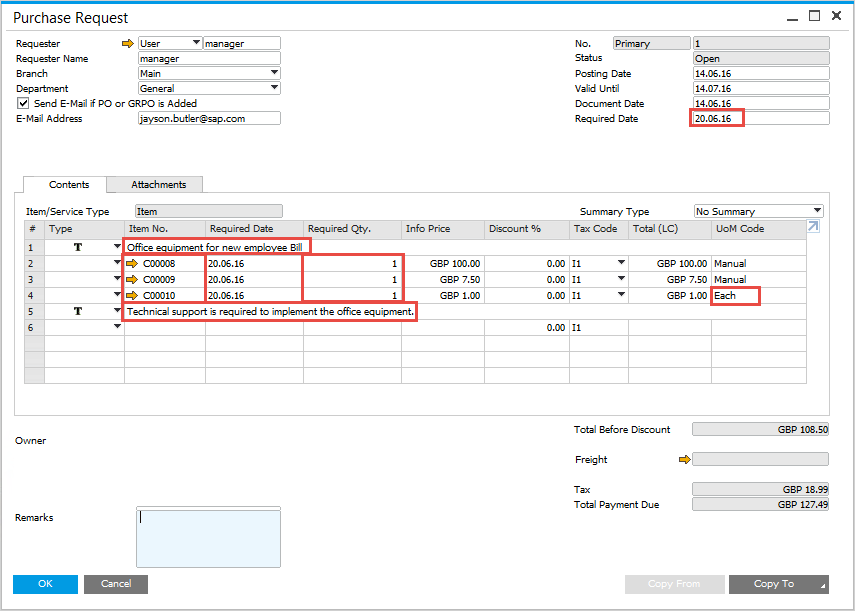 Purchase Request
Requester User manager No. Primary 1
Requester Name manager Status Open
Branch Main Posting Date 14.06.16
Department General Valid Until 14.07.16
Send E-Mail if PO or GRPO is Added Document Date 14.06.16
E-Mail Address jayson.butler@sap.com Required Date 20.06.16
Contents Attachments
Item/Service Type Item Summary Type No Summary
# Type Item No. Required Date Required Qty. Info Price Discount % Tax Code Total (LC) UoM Code
1 T Office equipment for new employee Bill
2 C00008 20.06.16 1 GBP 100.00 0.00 I1 GBP 100.00 Manual
3 C00009 20.06.16 1 GBP 7.50 0.00 I1 GBP 7.50 Manual
4 C00010 20.06.16 1 GBP 1.00 0.00 I1 GBP 1.00 Each
5 T Technical support is required to implement the office equipment.
6 0.00 I1
Total Before Discount GBP 108.50
Owner
Freight
Tax GBP 18.99
Total Payment Due GBP 127.49
Remarks
OK Cancel Copy From Copy To